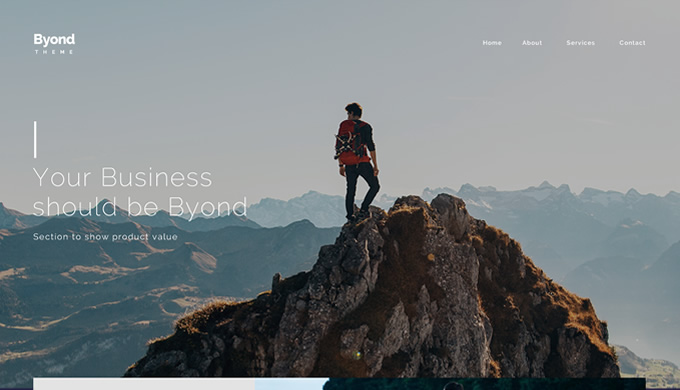 Byond
THEME
Home About Services Contact
Your Business
should be Byond
Section to show product value